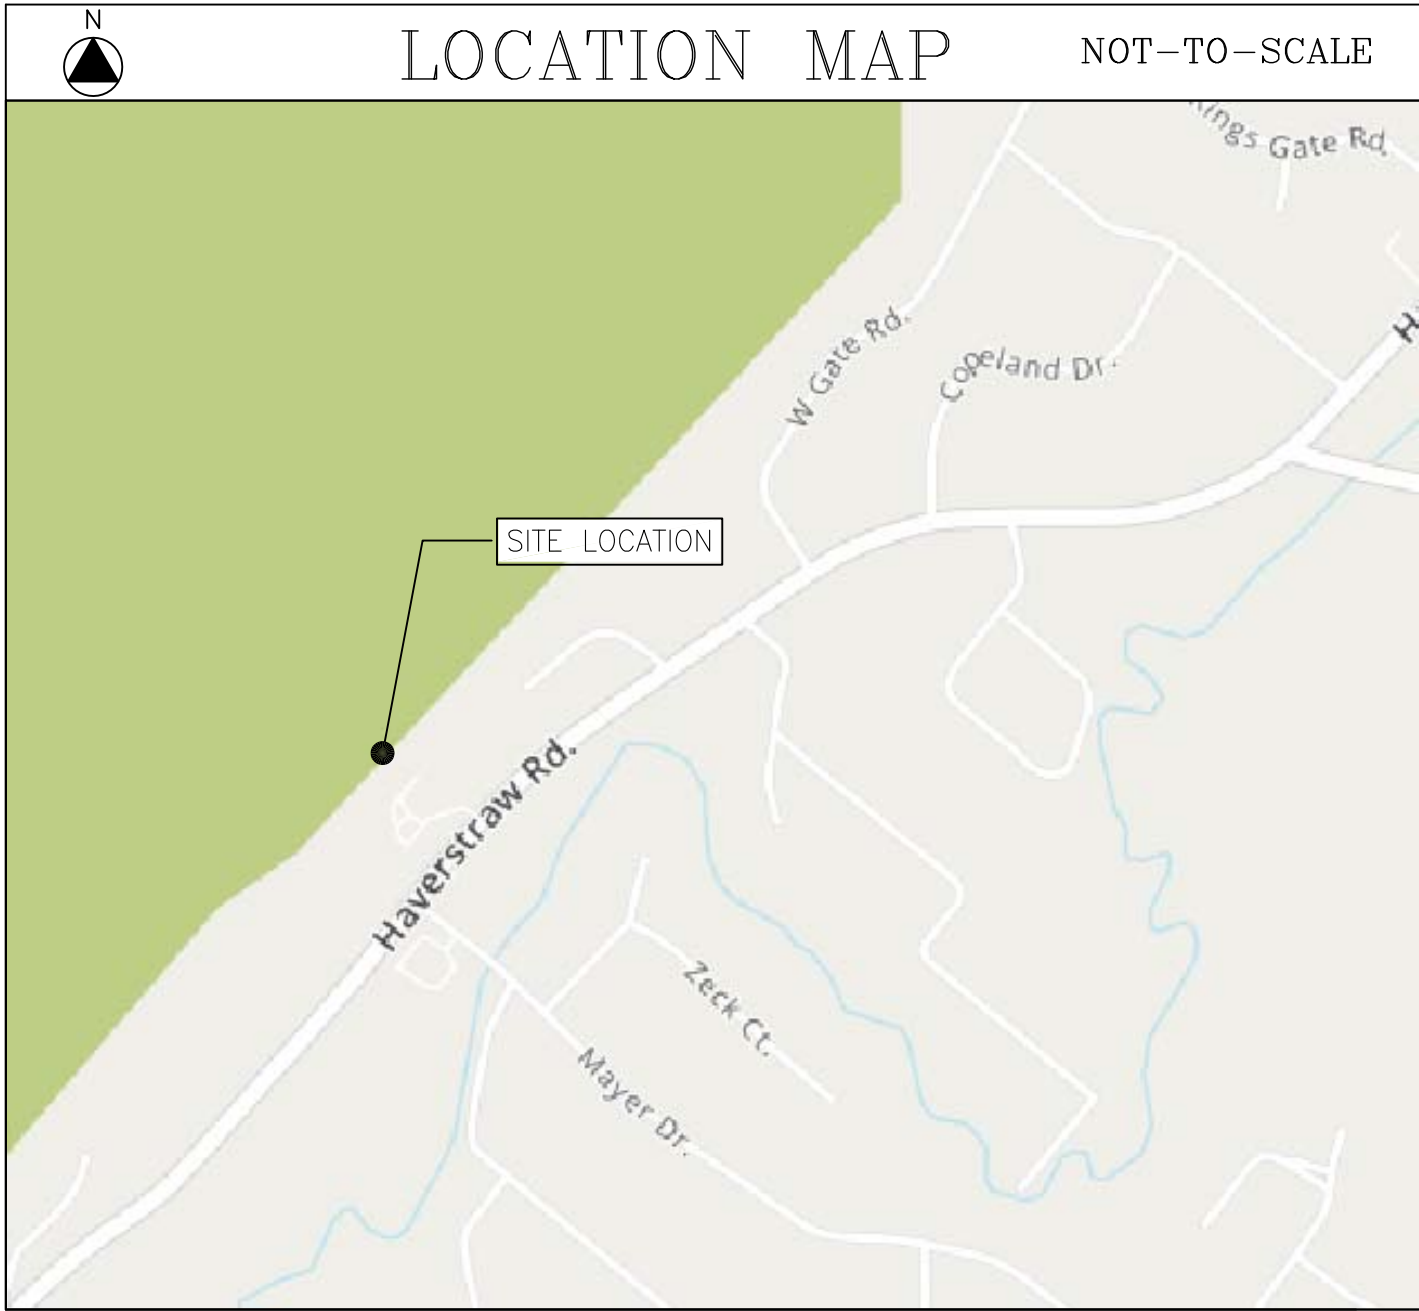 N
LOCATION MAP
NOT-TO-SCALE
Kings Gate Rd.
W Gate Rd.
Copeland Dr.
SITE LOCATION
Haverstraw Rd.
Zeck Ct.
Mayer Dr.